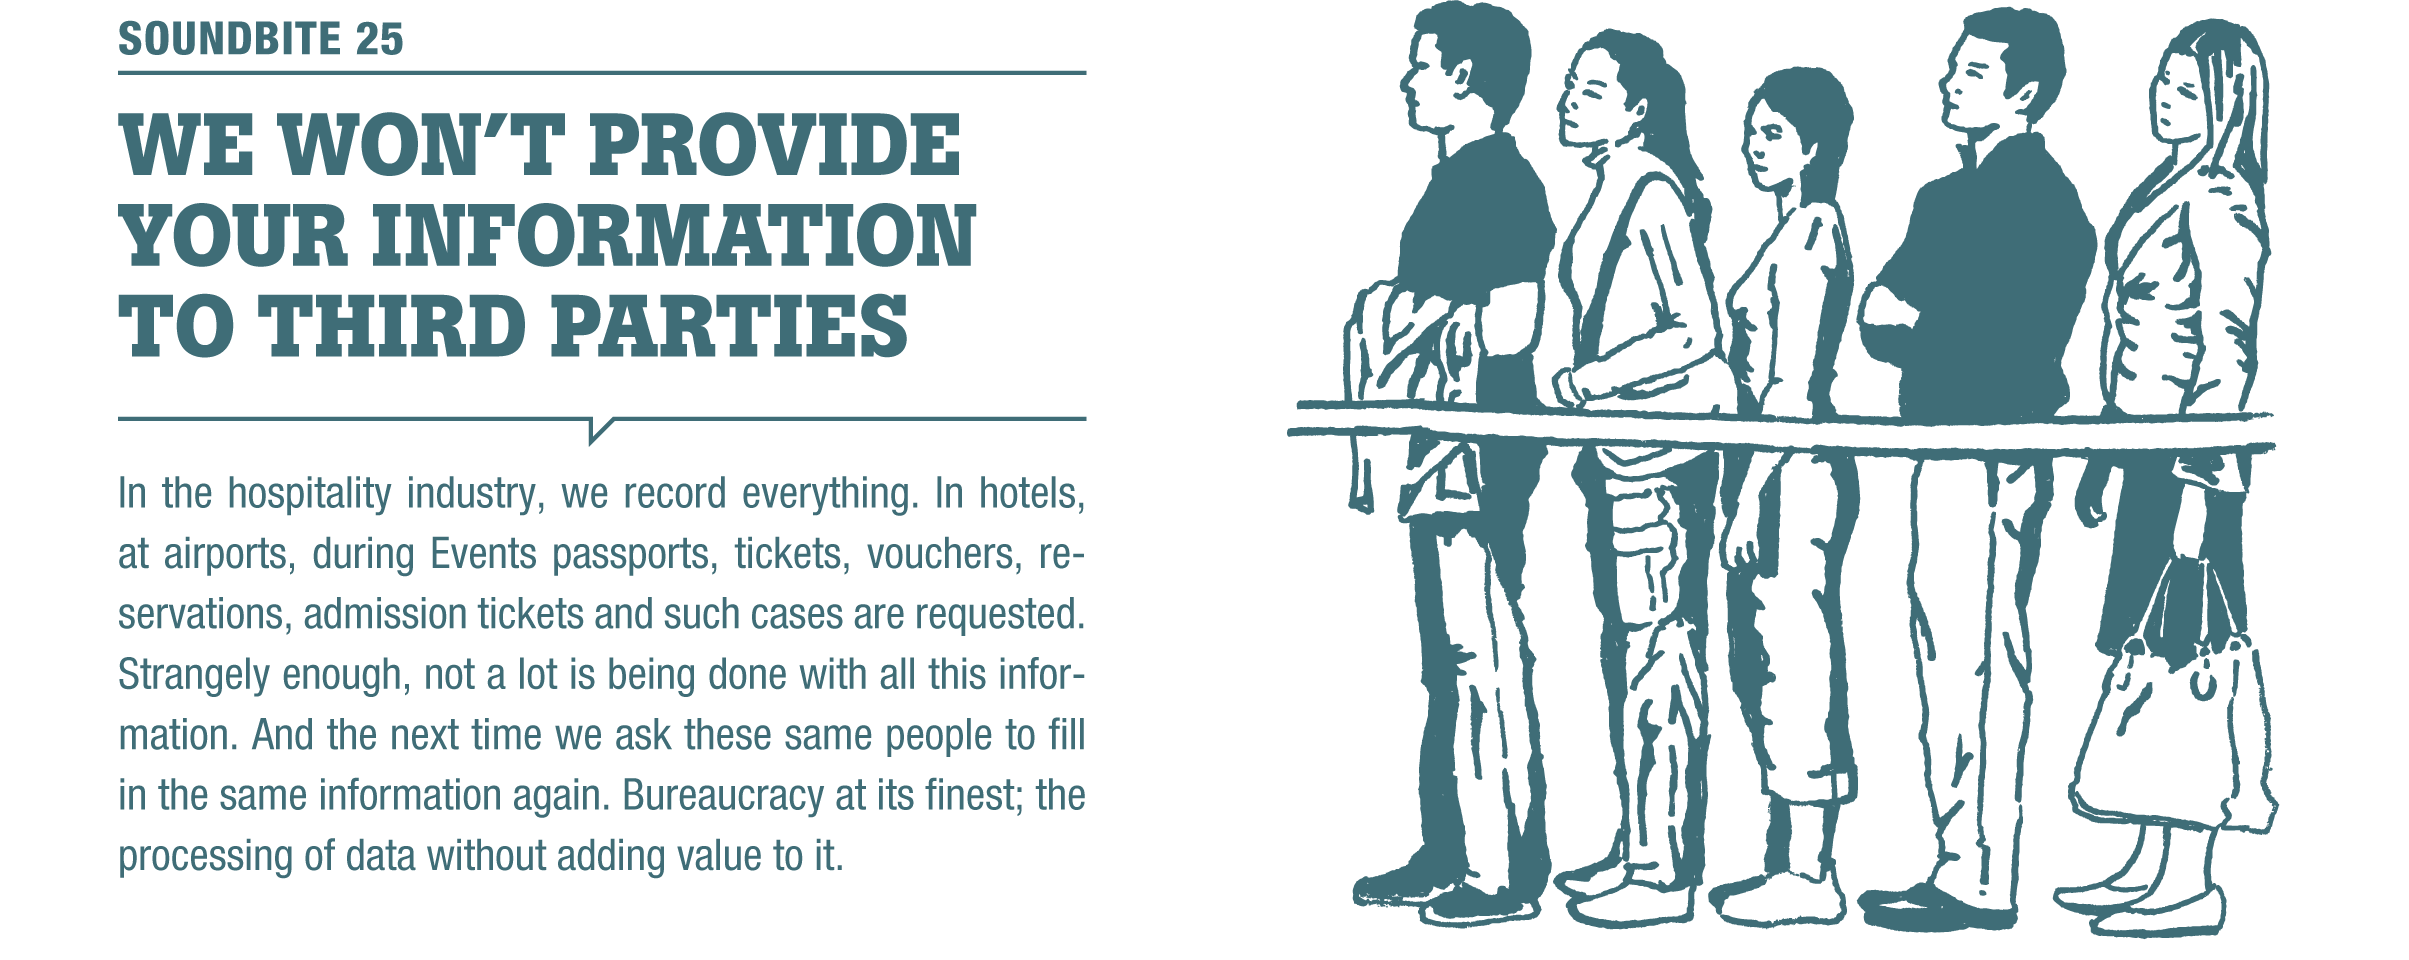 SOUNDBITE 25
WE WON’T PROVIDE
YOUR INFORMATION
TO THIRD PARTIES
In the hospitality industry, we record everything. In hotels,
at airports, during Events passports, tickets, vouchers, re-
servations, admission tickets and such cases are requested.
Strangely enough, not a lot is being done with all this infor-
mation. And the next time we ask these same people to fill
in the same information again. Bureaucracy at its finest; the
processing of data without adding value to it.